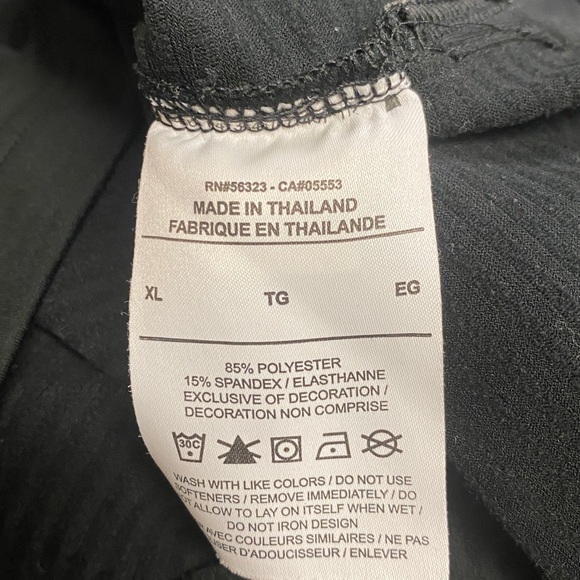 RN#56323 - CA#05553
MADE IN THAILAND
FABRIQUE EN THAILANDE
XL TG EG
85% POLYESTER
15% SPANDEX / ELASTHANNE
EXCLUSIVE OF DECORATION /
DECORATION NON COMPRISE
30C
WASH WITH LIKE COLORS / DO NOT USE
SOFTENERS / REMOVE IMMEDIATELY / DO
NOT ALLOW TO LAY ON ITSELF WHEN WET /
DO NOT IRON DESIGN
AVEC COULEURS SIMILAIRES / NE PAS
D'ADOUCISSEUR / ENLEVER